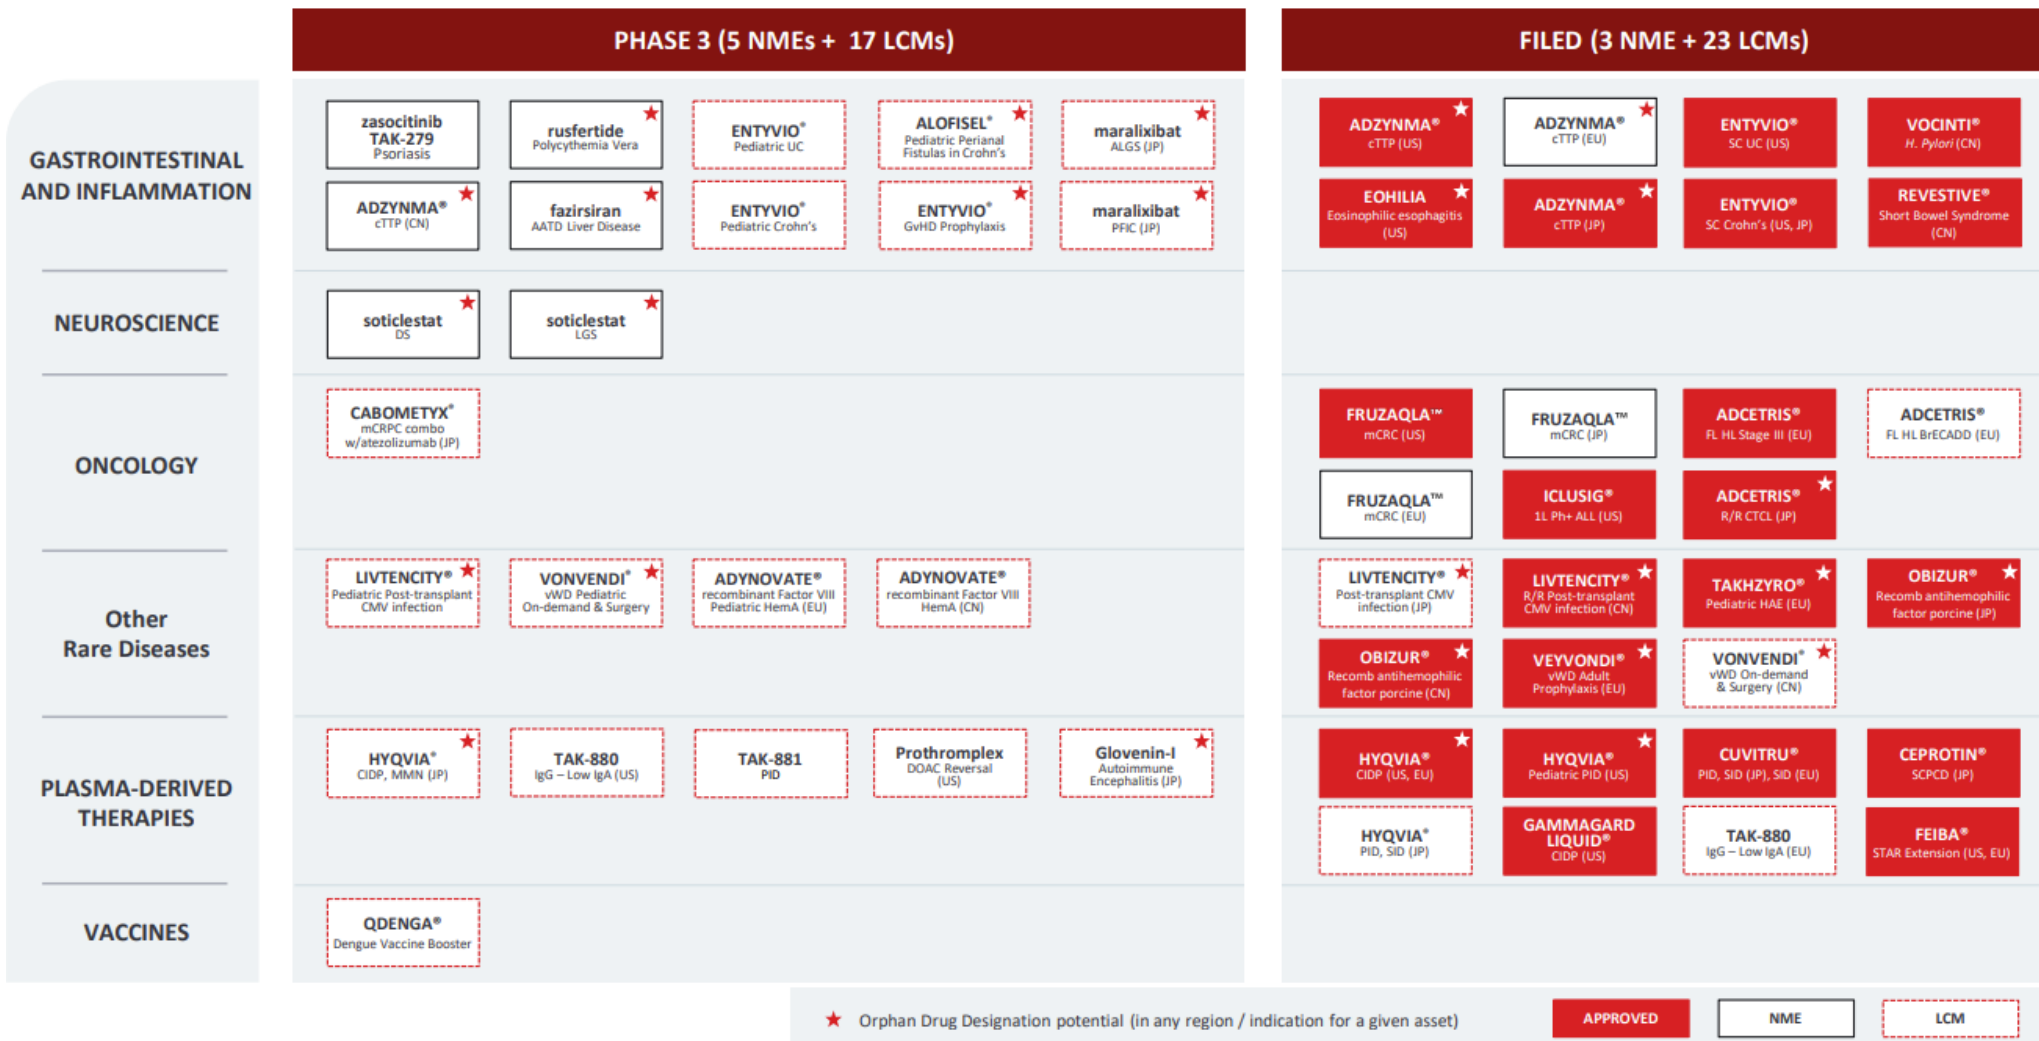 PHASE 3 (5 NMEs + 17 LCMs)
FILED (3 NME + 23 LCMs)
GASTROINTESTINAL
AND INFLAMMATION
zasocitinib
TAK-279
Psoriasis
rusfertide
Polycythemia Vera
ENTYVIO®
Pediatric UC
ALOFISEL®
Pediatric Perianal
Fistulas in Crohn's
maralixibat
ALGS (JP)
ADZYNMA®
cTTP (CN)
fazirsiran
AATD Liver Disease
ENTYVIO®
Pediatric Crohn's
ENTYVIO®
GvHD Prophylaxis
maralixibat
PFIC (JP)
ADZYNMA®
cTTP (US)
ADZYNMA®
cTTP (EU)
ENTYVIO®
SC UC (US)
VOCINTI®
H. Pylori (CN)
EOHILIA
Eosinophilic esophagitis
(US)
ADZYNMA®
cTTP (JP)
ENTYVIO®
SC Crohn's (US, JP)
REVESTIVE®
Short Bowel Syndrome
(CN)
NEUROSCIENCE
soticlestat
DS
soticlestat
LGS
ONCOLOGY
CABOMETYX®
mCRPC combo
w/atezolizumab (JP)
FRUZAQLA™
mCRC (US)
FRUZAQLA™
mCRC (JP)
ADCETRIS®
FL HL Stage III (EU)
ADCETRIS®
FL HL BrECADD (EU)
FRUZAQLA™
mCRC (EU)
ICLUSIG®
1L Ph+ ALL (US)
ADCETRIS®
R/R CTCL (JP)
Other
Rare Diseases
LIVTENCITY®
Pediatric Post-transplant
CMV infection
VONVENDI®
vWD Pediatric
On-demand & Surgery
ADYNOVATE®
recombinant Factor VIII
Pediatric HemA (EU)
ADYNOVATE®
recombinant Factor VIII
HemA (CN)
LIVTENCITY®
Post-transplant CMV
infection (JP)
LIVTENCITY®
R/R Post-transplant
CMV infection (CN)
TAKHZYRO®
Pediatric HAE (EU)
OBIZUR®
Recomb antihemophilic
factor porcine (JP)
OBIZUR®
Recomb antihemophilic
factor porcine (CN)
VEYVONDI®
vWD Adult
Prophylaxis (EU)
VONVENDI®
vWD On-demand
& Surgery (CN)
PLASMA-DERIVED
THERAPIES
HYQVIA®
CIDP, MMN (JP)
TAK-880
IgG – Low IgA (US)
TAK-881
PID
Prothromplex
DOAC Reversal
(US)
Glovenin-I
Autoimmune
Encephalitis (JP)
HYQVIA®
CIDP (US, EU)
HYQVIA®
Pediatric PID (US)
CUVITRU®
PID, SID (JP), SID (EU)
CEPROTIN®
SCPCD (JP)
HYQVIA®
PID, SID (JP)
GAMMAGARD
LIQUID®
CIDP (US)
TAK-880
IgG – Low IgA (EU)
FEIBA®
STAR Extension (US, EU)
VACCINES
QDENGA®
Dengue Vaccine Booster
★ Orphan Drug Designation potential (in any region / indication for a given asset)
APPROVED
NME
LCM